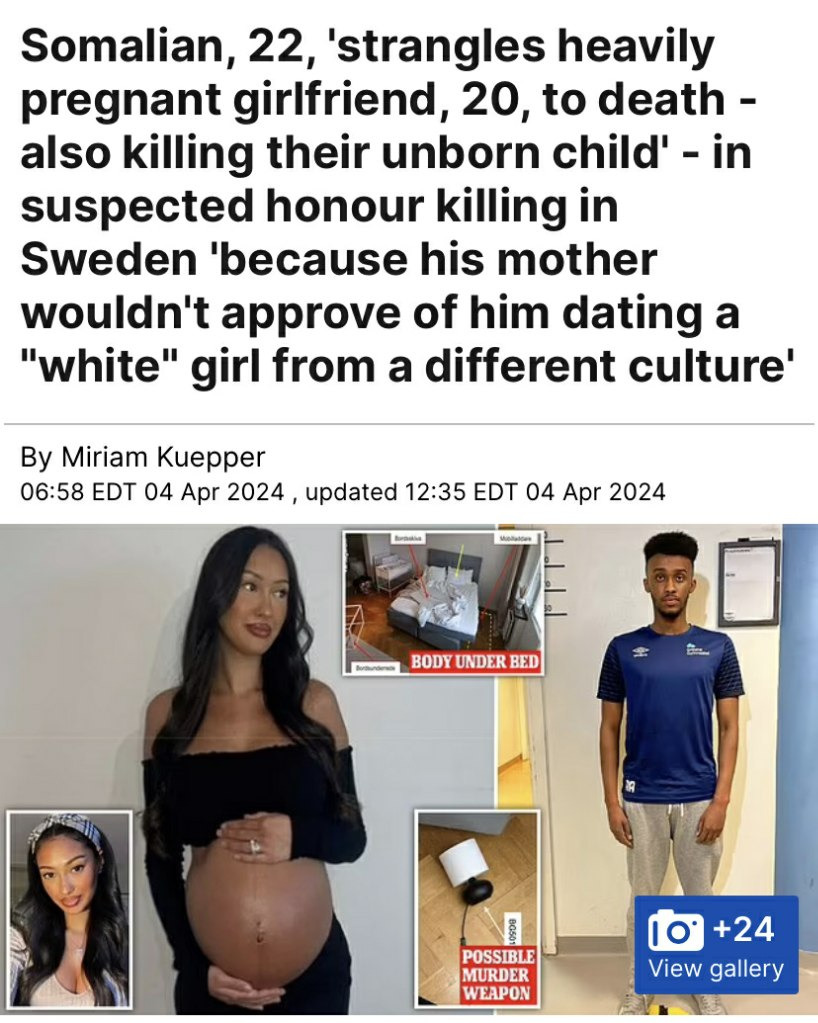 Somalian, 22, 'strangles heavily
pregnant girlfriend, 20, to death -
also killing their unborn child' - in
suspected honour killing in
Sweden 'because his mother
wouldn't approve of him dating a
"white" girl from a different culture'
By Miriam Kuepper
06:58 EDT 04 Apr 2024 , updated 12:35 EDT 04 Apr 2024
Bordsskiva
Mobilladdare
Bordsunderrede
BODY UNDER BED
BG501
POSSIBLE
MURDER
WEAPON
+24
View gallery